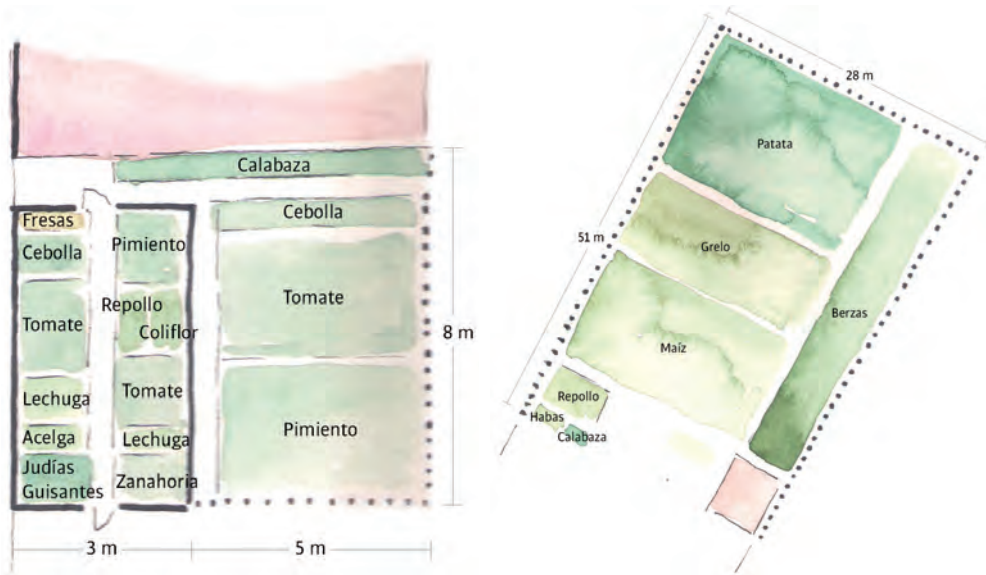 Calabaza
Fresas
Cebolla
Tomate
Lechuga
Acelga
Judías
Guisantes
Pimiento
Repollo
Coliflor
Tomate
Lechuga
Zanahoria
Cebolla
Tomate
Pimiento
8 m
3 m
5 m
28 m
51 m
Patata
Grelo
Maíz
Berzas
Repollo
Habas
Calabaza